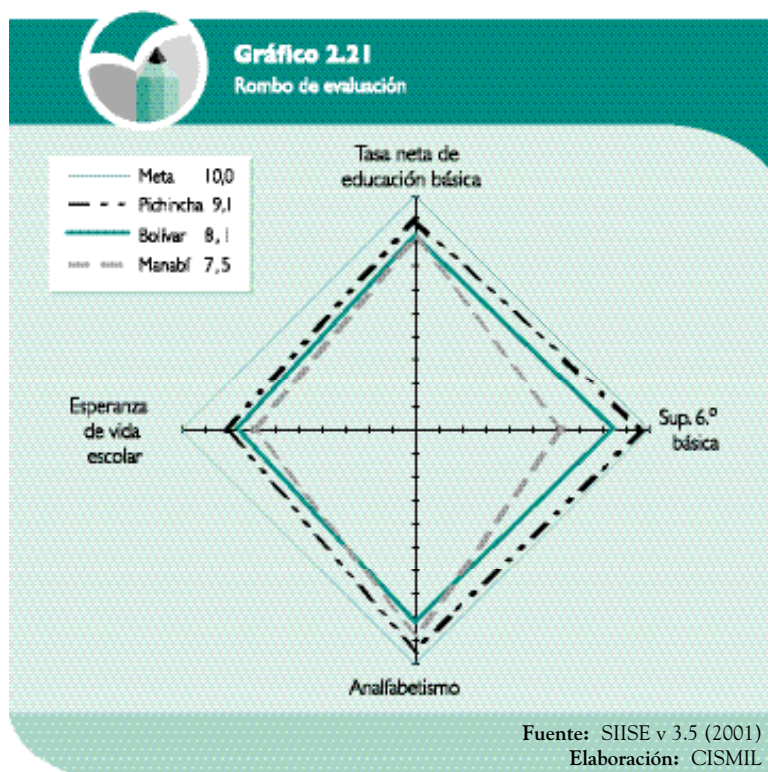 Gráfico 2.21
Rombo de evaluación
Meta 10,0
Pichincha 9,1
Bolívar 8,1
Manabí 7,5
Tasa neta de
educación básica
Esperanza
de vida
escolar
Sup. 6.º
básica
Analfabetismo
Fuente: SIISE v 3.5 (2001)
Elaboración: CISMIL